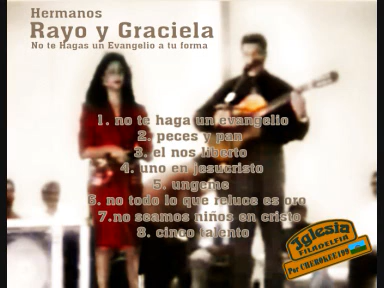 Hermanos
Rayo y Graciela
No te Hagas un Evangelio a tu forma
1. no te haga un evangelio
2. peces y pan
3. el nos liberto
4. uno en jesucristo
5. ungeme
6. no todo lo que reluce es oro
7.no seamos niños en cristo
8. cinco talento
Iglesia
FILADELFIA
Por CHEROKEE199